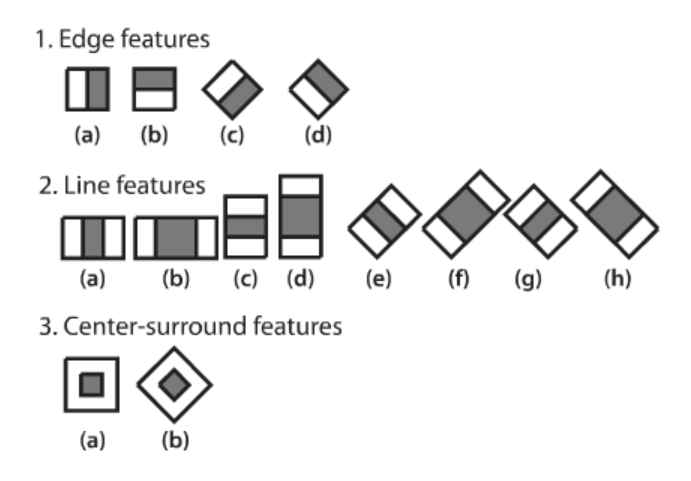 1. Edge features
(a) (b) (c) (d)
2. Line features
(a) (b) (c) (d) (e) (f) (g) (h)
3. Center-surround features
(a) (b)